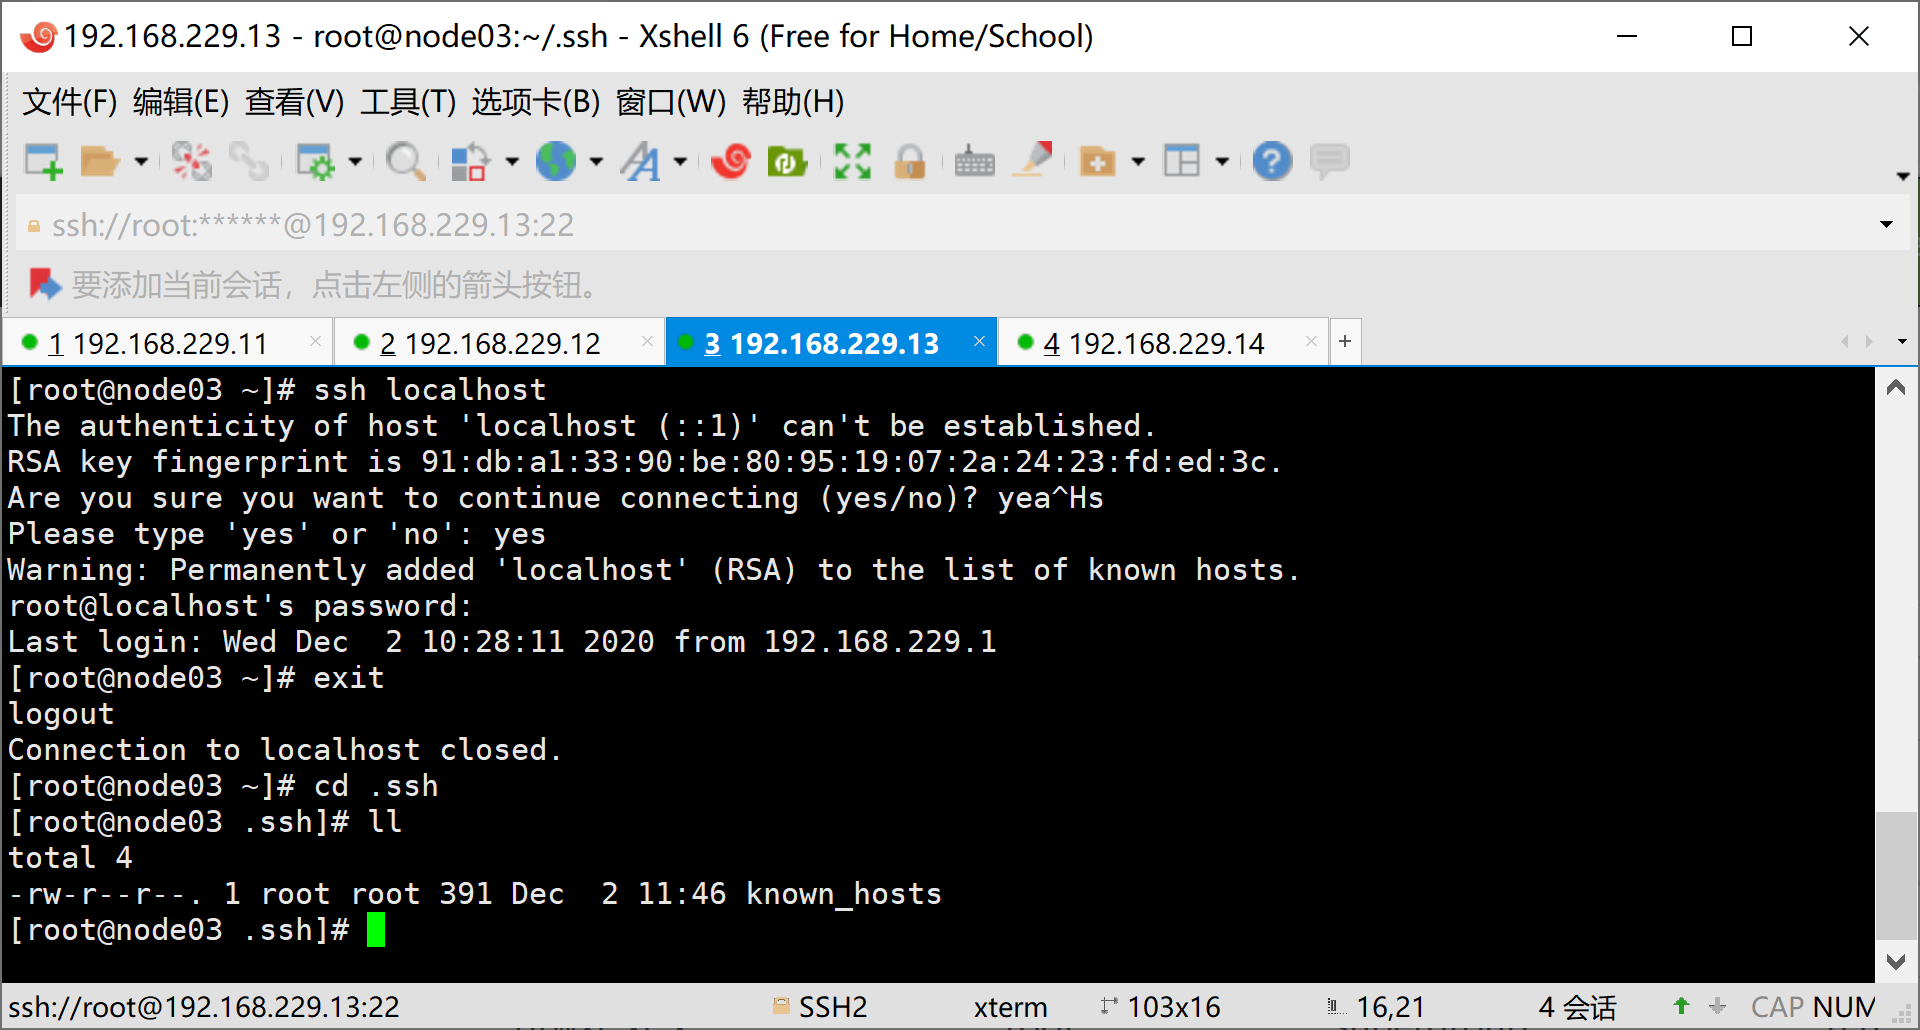 192.168.229.13 - root@node03:~/.ssh - Xshell 6 (Free for Home/School)
文件(F) 编辑(E) 查看(V) 工具(T) 选项卡(B) 窗口(W) 帮助(H)
ssh://root:******@192.168.229.13:22
要添加当前会话，点击左侧的箭头按钮。
1 192.168.229.11 2 192.168.229.12 3 192.168.229.13 4 192.168.229.14 +
[root@node03 ~]# ssh localhost
The authenticity of host 'localhost (::1)' can't be established.
RSA key fingerprint is 91:db:a1:33:90:be:80:95:19:07:2a:24:23:fd:ed:3c.
Are you sure you want to continue connecting (yes/no)? yea^Hs
Please type 'yes' or 'no': yes
Warning: Permanently added 'localhost' (RSA) to the list of known hosts.
root@localhost's password:
Last login: Wed Dec  2 10:28:11 2020 from 192.168.229.1
[root@node03 ~]# exit
logout
Connection to localhost closed.
[root@node03 ~]# cd .ssh
[root@node03 .ssh]# ll
total 4
-rw-r--r--. 1 root root 391 Dec  2 11:46 known_hosts
[root@node03 .ssh]#
ssh://root@192.168.229.13:22 SSH2 xterm 103x16 16,21 4 会话 CAP NUM